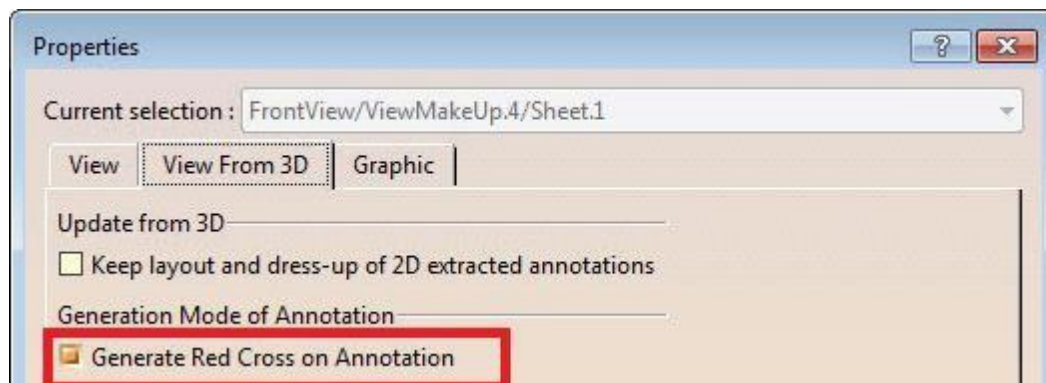 Properties
?
Current selection : FrontView/ViewMakeUp.4/Sheet.1
View View From 3D Graphic
Update from 3D
Keep layout and dress-up of 2D extracted annotations
Generation Mode of Annotation
Generate Red Cross on Annotation